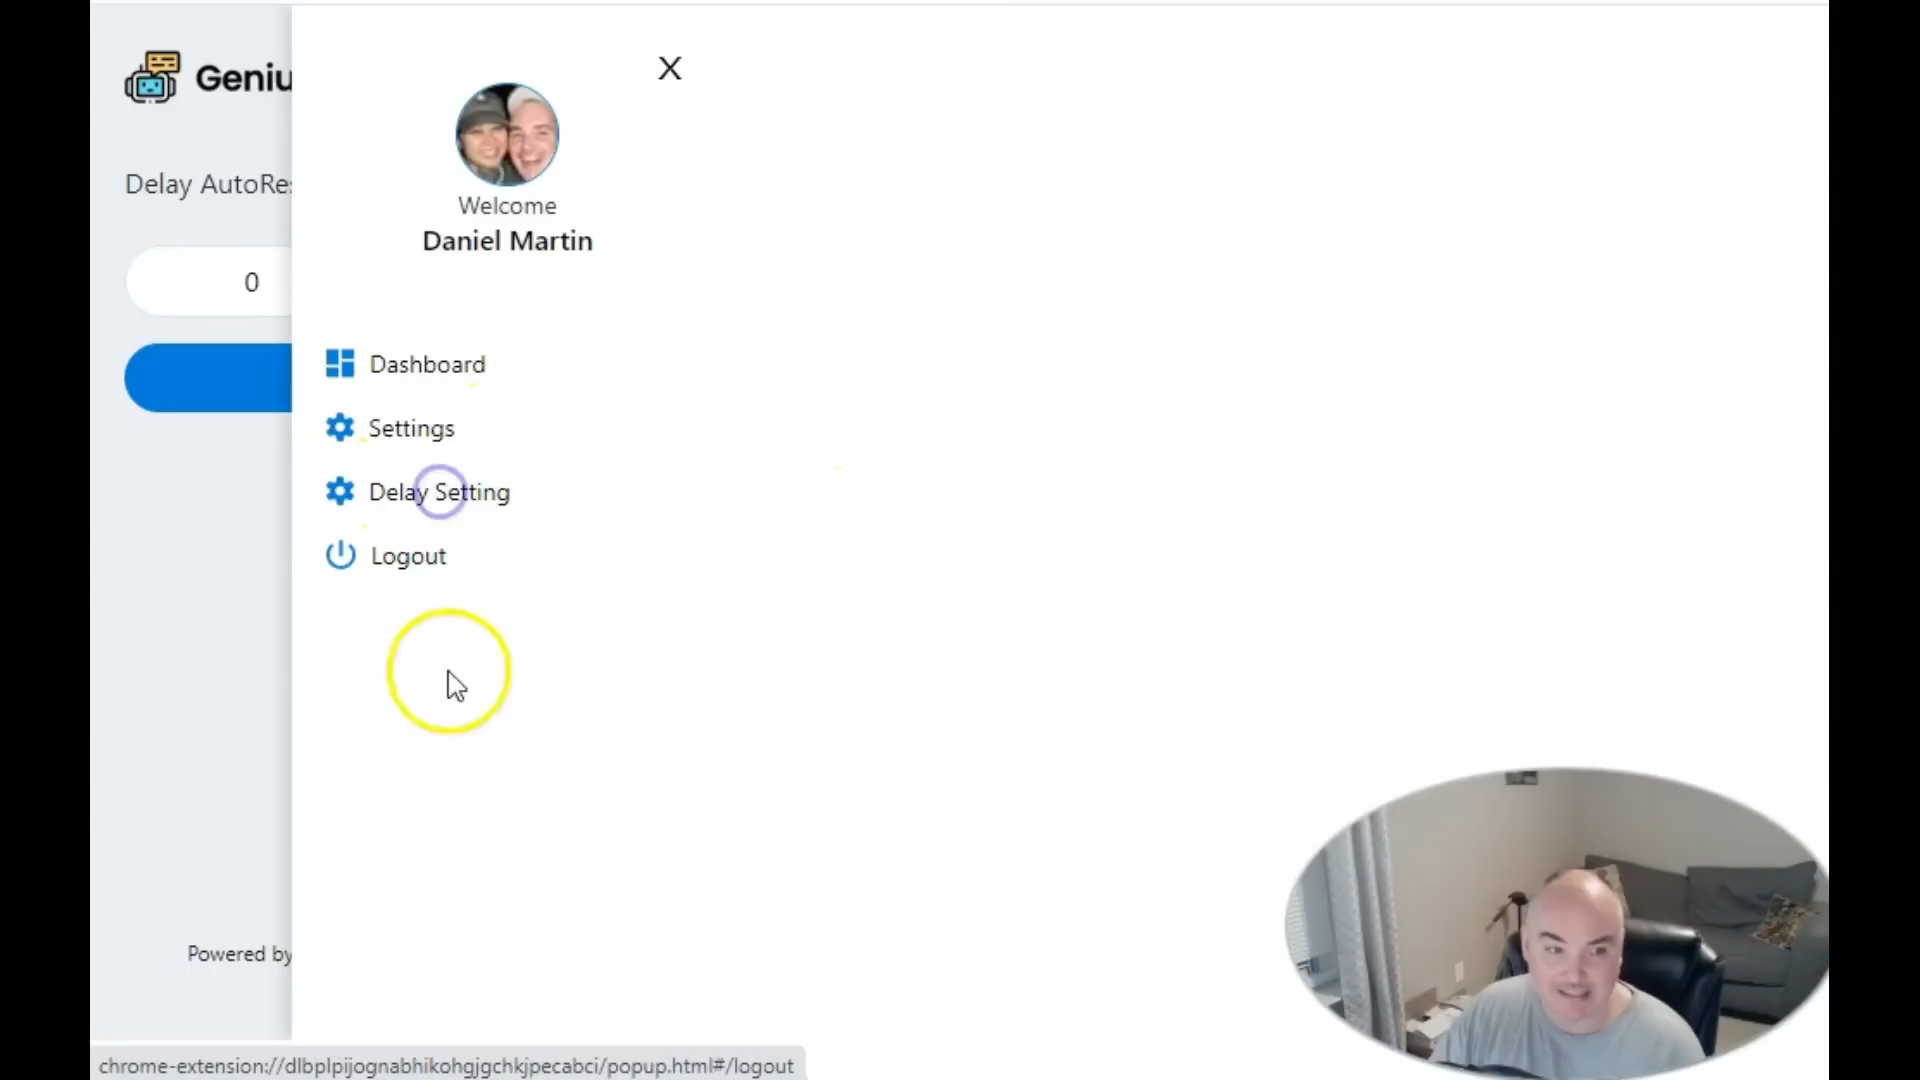 Geniu
Delay AutoRes
0
Powered by
X
Welcome
Daniel Martin
Dashboard
Settings
Delay Setting
Logout
chrome-extension://dlbplpijognabhikohgjgchkjpecabci/popup.html#/logout